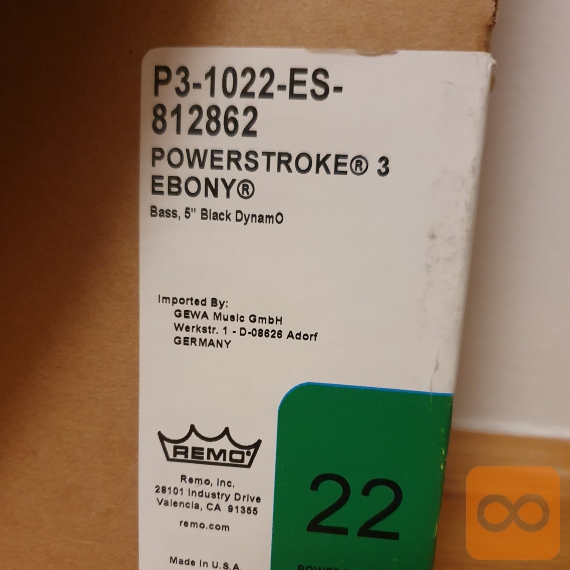 P3-1022-ES-
812862
POWERSTROKE® 3
EBONY®
Bass, 5" Black DynamO
Imported By:
GEWA Music GmbH
Werkstr. 1 - D-08626 Adorf
GERMANY
REMO
Remo, Inc.
28101 Industry Drive
Valencia, CA 91355
remo.com
Made in U.S.A.
22